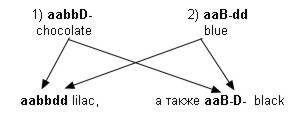 1) aabbD- 2) aaB-dd
chocolate blue
aabbdd lilac, а также aaB-D- black